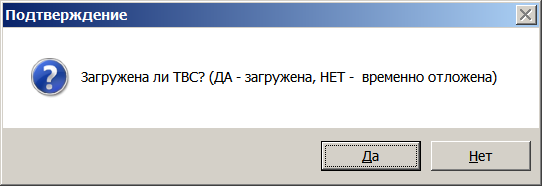 Подтверждение
Загружена ли ТВС? (ДА - загружена, НЕТ -  временно отложена)
Да
Нет